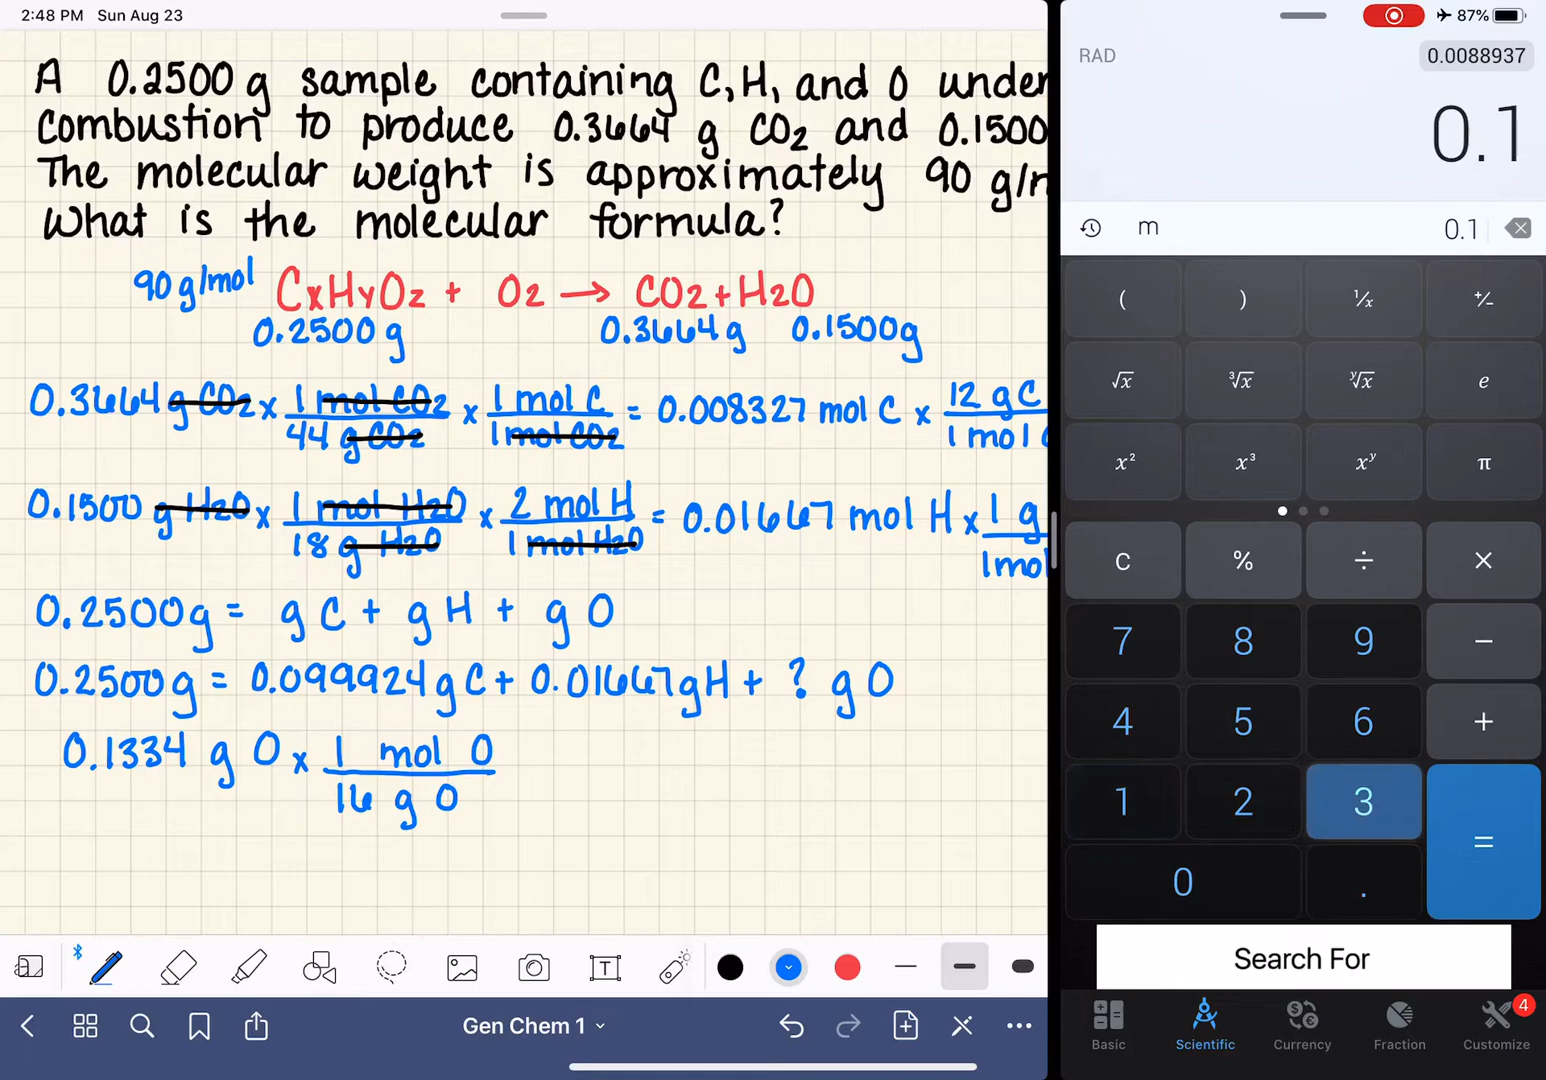 2:48 PM Sun Aug 23
A 0.2500 g sample containing C, H, and O under
combustion to produce 0.3664 g CO2 and 0.1500
The molecular weight is approximately 90 g/m
What is the molecular formula?
90 g/mol CxHyOz + O2 → CO2 + H2O
0.2500 g 0.3664 g 0.1500 g
0.3664 g CO2 x 1 mol CO2 / 44 g CO2 x 1 mol C / 1 mol CO2 = 0.008327 mol C x 12 g C / 1 mol
0.1500 g H2O x 1 mol H2O / 18 g H2O x 2 mol H / 1 mol H2O = 0.01667 mol H x 1 g / 1 mol
0.2500 g = g C + g H + g O
0.2500 g = 0.099924 g C + 0.01667 g H + ? g O
0.1334 g O x 1 mol O / 16 g O
T
Gen Chem 1
87%
RAD 0.0088937
0.1
m 0.1
( ) 1/x +/-
√x ∛x y√x e
x² x³ xʸ π
C % ÷ ×
7 8 9 −
4 5 6 +
1 2 3 =
0 .
Search For
4
Basic Scientific Currency Fraction Customize